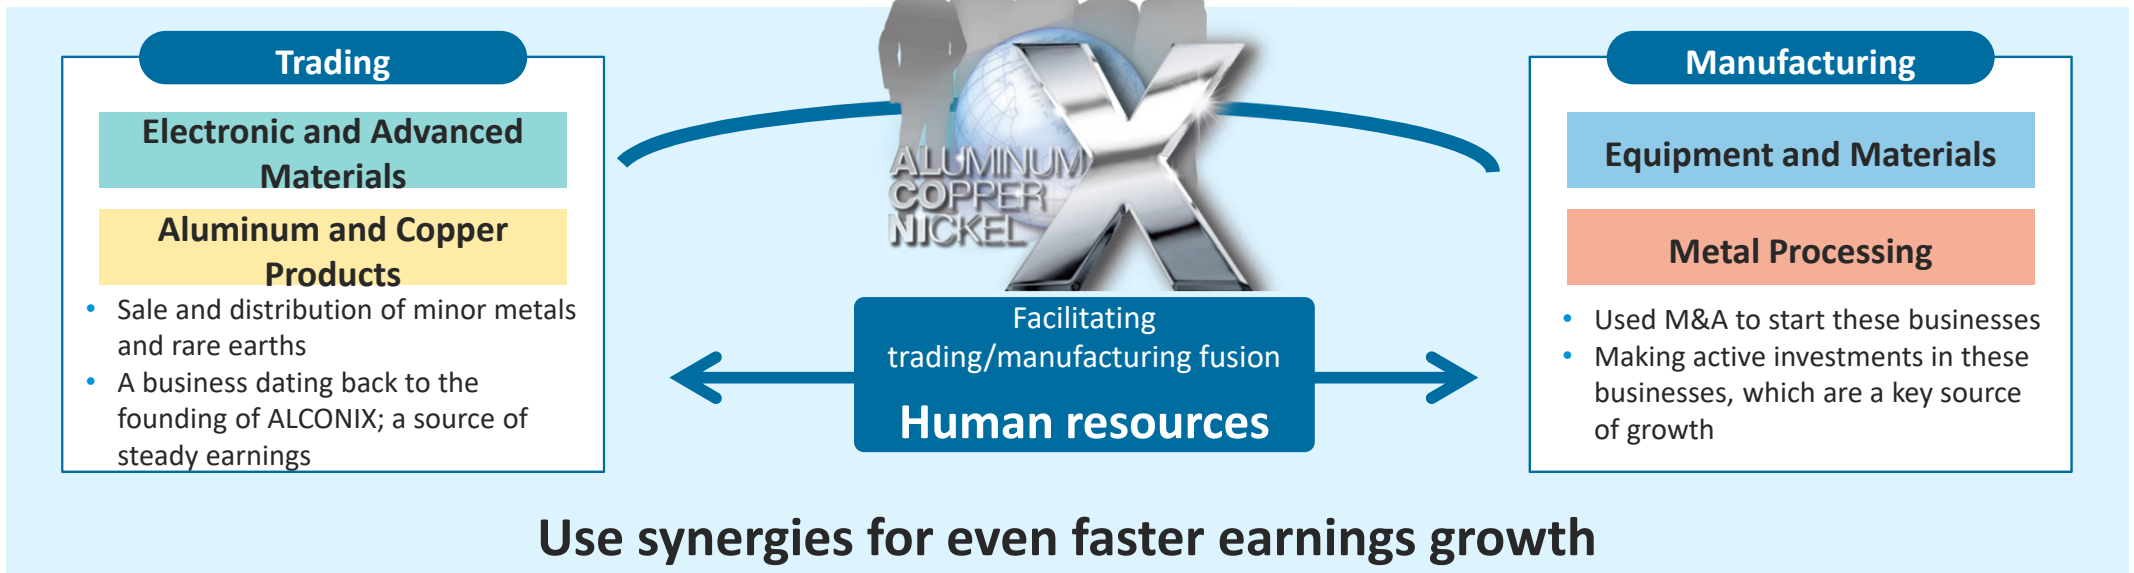 Trading
Electronic and Advanced
Materials
Aluminum and Copper
Products
• Sale and distribution of minor metals
and rare earths
• A business dating back to the
founding of ALCONIX; a source of
steady earnings
ALUMINUM
COPPER
NICKEL
X
Facilitating
trading/manufacturing fusion
Human resources
Manufacturing
Equipment and Materials
Metal Processing
• Used M&A to start these businesses
• Making active investments in these
businesses, which are a key source
of growth
Use synergies for even faster earnings growth